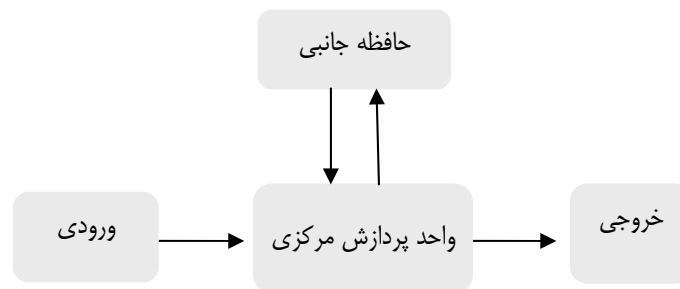 حافظه جانبی
ورودی
واحد پردازش مرکزی
خروجی